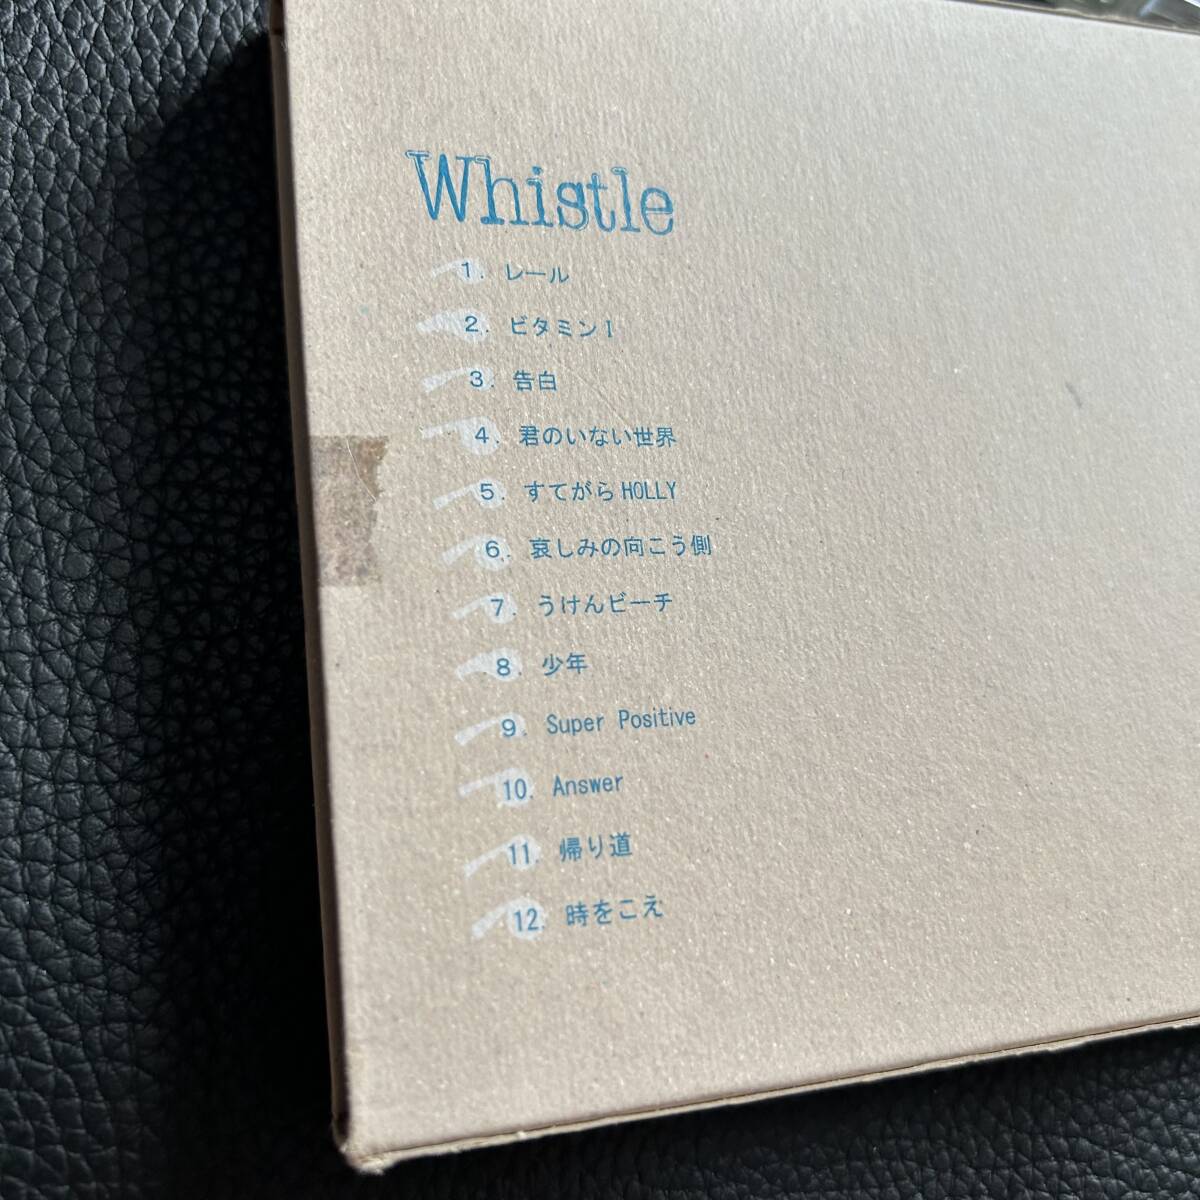 Whistle
1. レール
2. ビタミンI
3. 告白
4. 君のいない世界
5. すてがらHOLLY
6. 哀しみの向こう側
7. うけんビーチ
8. 少年
9. Super Positive
10. Answer
11. 帰り道
12. 時をこえ